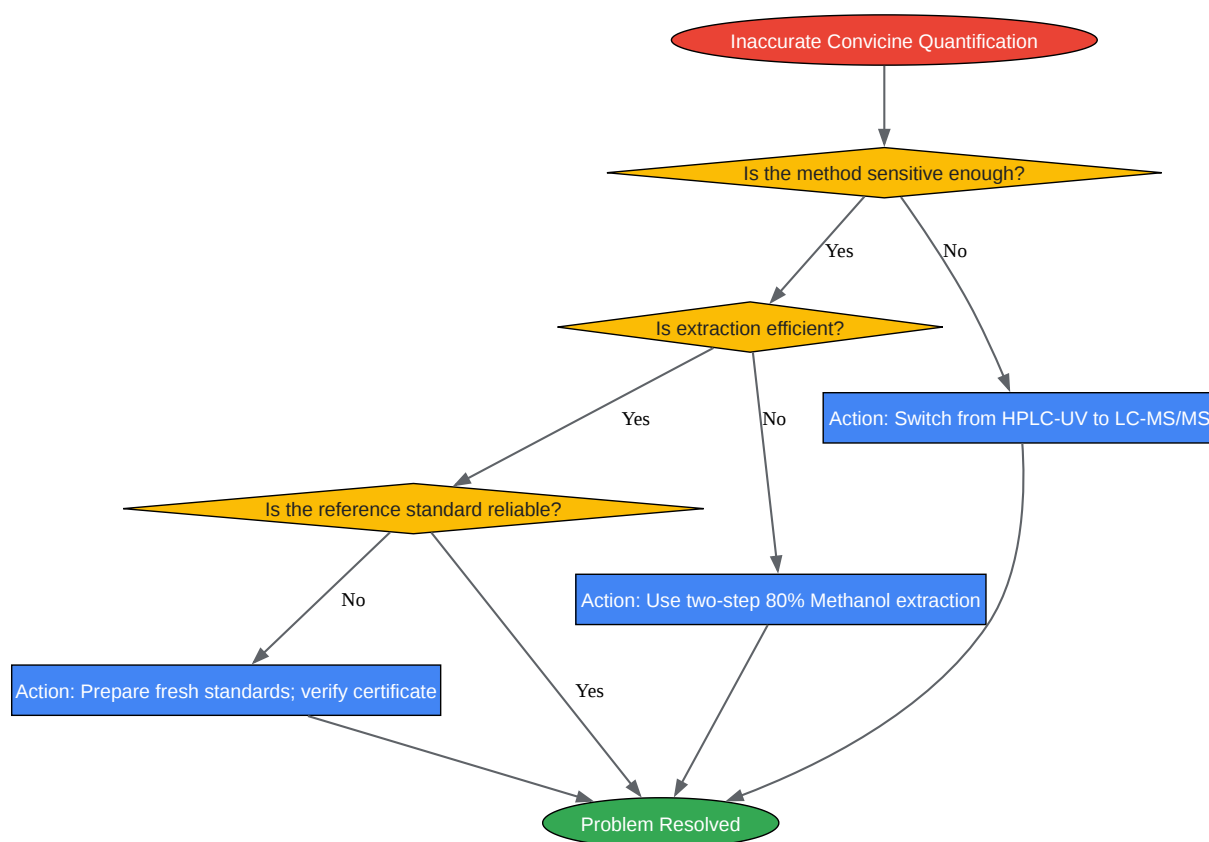 Inaccurate Convicine Quantification
Is the method sensitive enough?
Yes
No
Is extraction efficient?
Yes
No
Action: Switch from HPLC-UV to LC-MS/MS
Is the reference standard reliable?
No
Yes
Action: Use two-step 80% Methanol extraction
Action: Prepare fresh standards; verify certificate
Problem Resolved